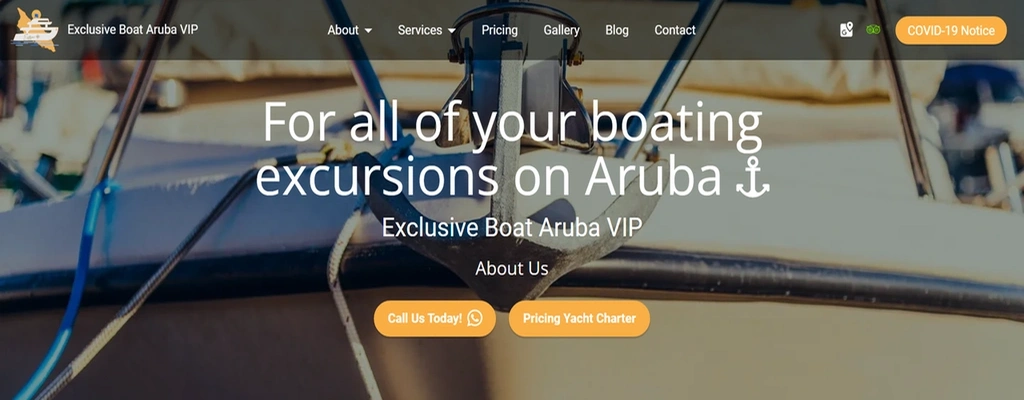 Exclusive Boat Aruba VIP
About
Services
Pricing
Gallery
Blog
Contact
COVID-19 Notice
For all of your boating
excursions on Aruba
Exclusive Boat Aruba VIP
About Us
Call Us Today!
Pricing Yacht Charter